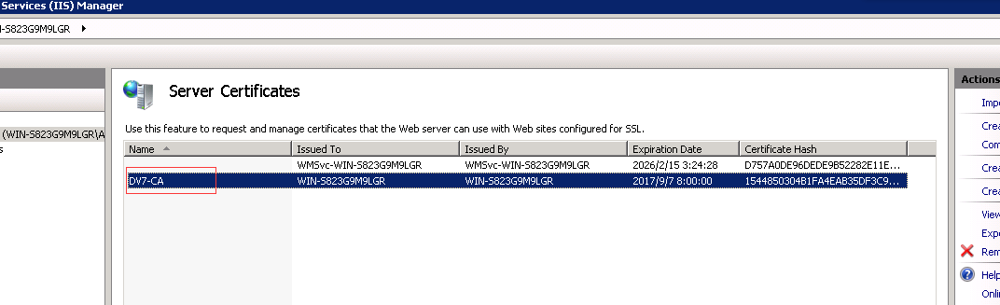 Services (IIS) Manager
-S823G9M9LGR
Server Certificates
Actions
Use this feature to request and manage certificates that the Web server can use with Web sites configured for SSL.
(WIN-S823G9M9LGR\A
s
Name Issued To Issued By Expiration Date Certificate Hash
WMSvc-WIN-S823G9M9LGR WMSvc-WIN-S823G9M9LGR 2026/2/15 3:24:28 D757A0DE96DEDE9B52282E11E...
DV7-CA WIN-S823G9M9LGR WIN-S823G9M9LGR 2017/9/7 8:00:00 1544850304B1FA4EAB35DF3C9...
Impo
Crea
Com
Crea
Crea
View
Expo
Rem
Help
Onli